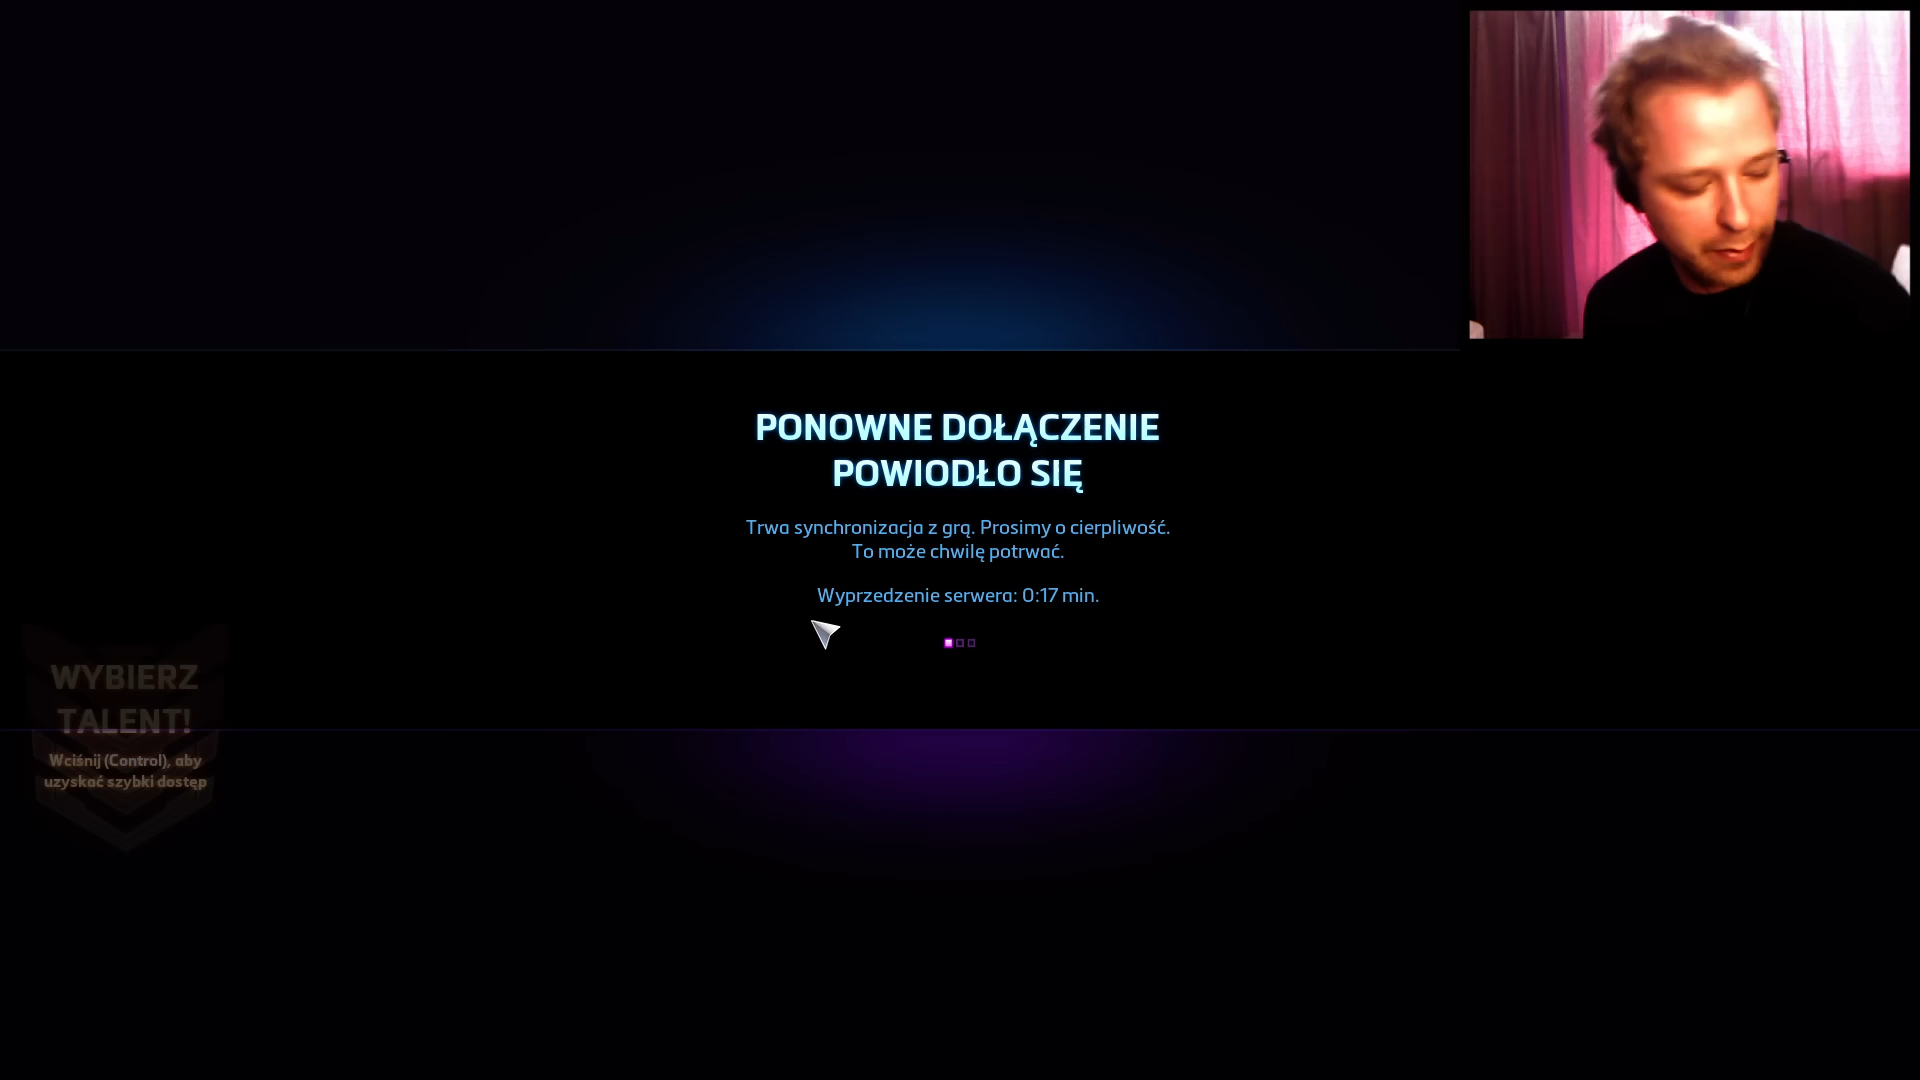 PONOWNE DOŁĄCZENIE
POWIODŁO SIĘ
Trwa synchronizacja z grą. Prosimy o cierpliwość.
To może chwilę potrwać.
Wyprzedzenie serwera: 0:17 min.
WYBIERZ
TALENT!
Wciśnij (Control), aby
uzyskać szybki dostęp